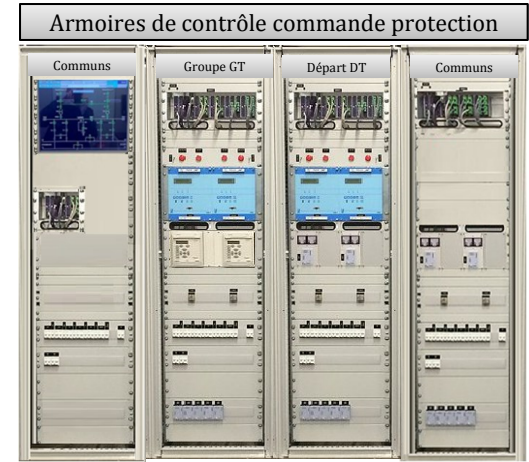 Armoires de contrôle commande protection
Communs
Groupe GT
Départ DT
Communs